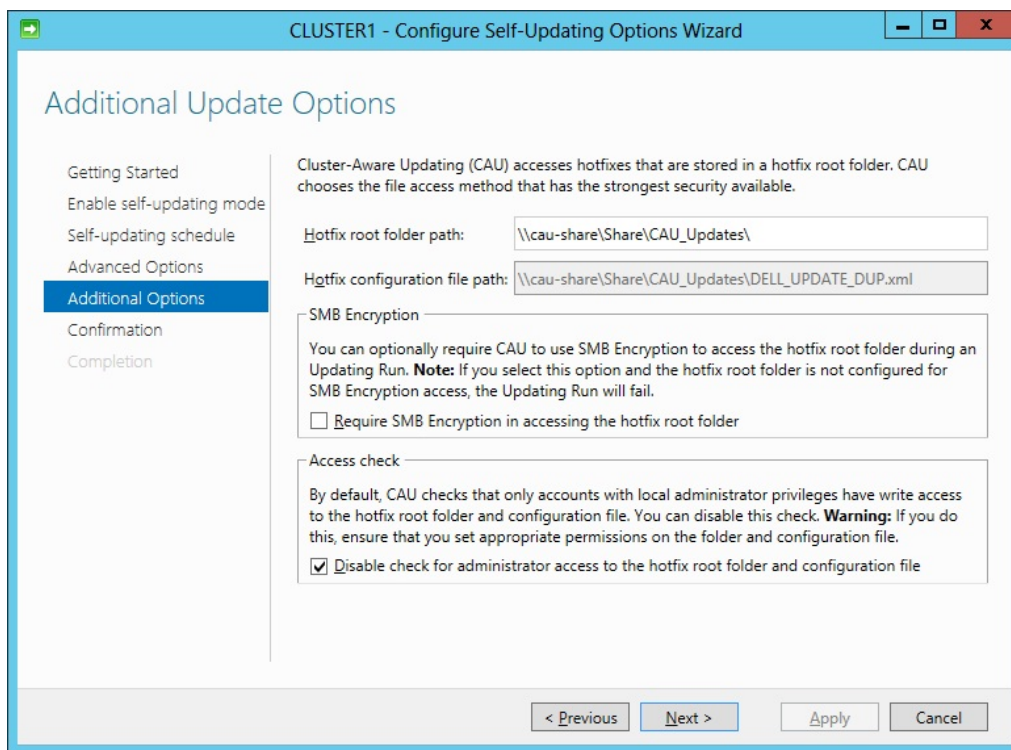 CLUSTER1 - Configure Self-Updating Options Wizard
Additional Update Options
Getting Started
Enable self-updating mode
Self-updating schedule
Advanced Options
Additional Options
Confirmation
Completion
Cluster-Aware Updating (CAU) accesses hotfixes that are stored in a hotfix root folder. CAU
chooses the file access method that has the strongest security available.
Hotfix root folder path: \\cau-share\Share\CAU_Updates\
Hotfix configuration file path: \\cau-share\Share\CAU_Updates\DELL_UPDATE_DUP.xml
SMB Encryption
You can optionally require CAU to use SMB Encryption to access the hotfix root folder during an
Updating Run. Note: If you select this option and the hotfix root folder is not configured for
SMB Encryption access, the Updating Run will fail.
Require SMB Encryption in accessing the hotfix root folder
Access check
By default, CAU checks that only accounts with local administrator privileges have write access
to the hotfix root folder and configuration file. You can disable this check. Warning: If you do
this, ensure that you set appropriate permissions on the folder and configuration file.
Disable check for administrator access to the hotfix root folder and configuration file
< Previous
Next >
Apply
Cancel